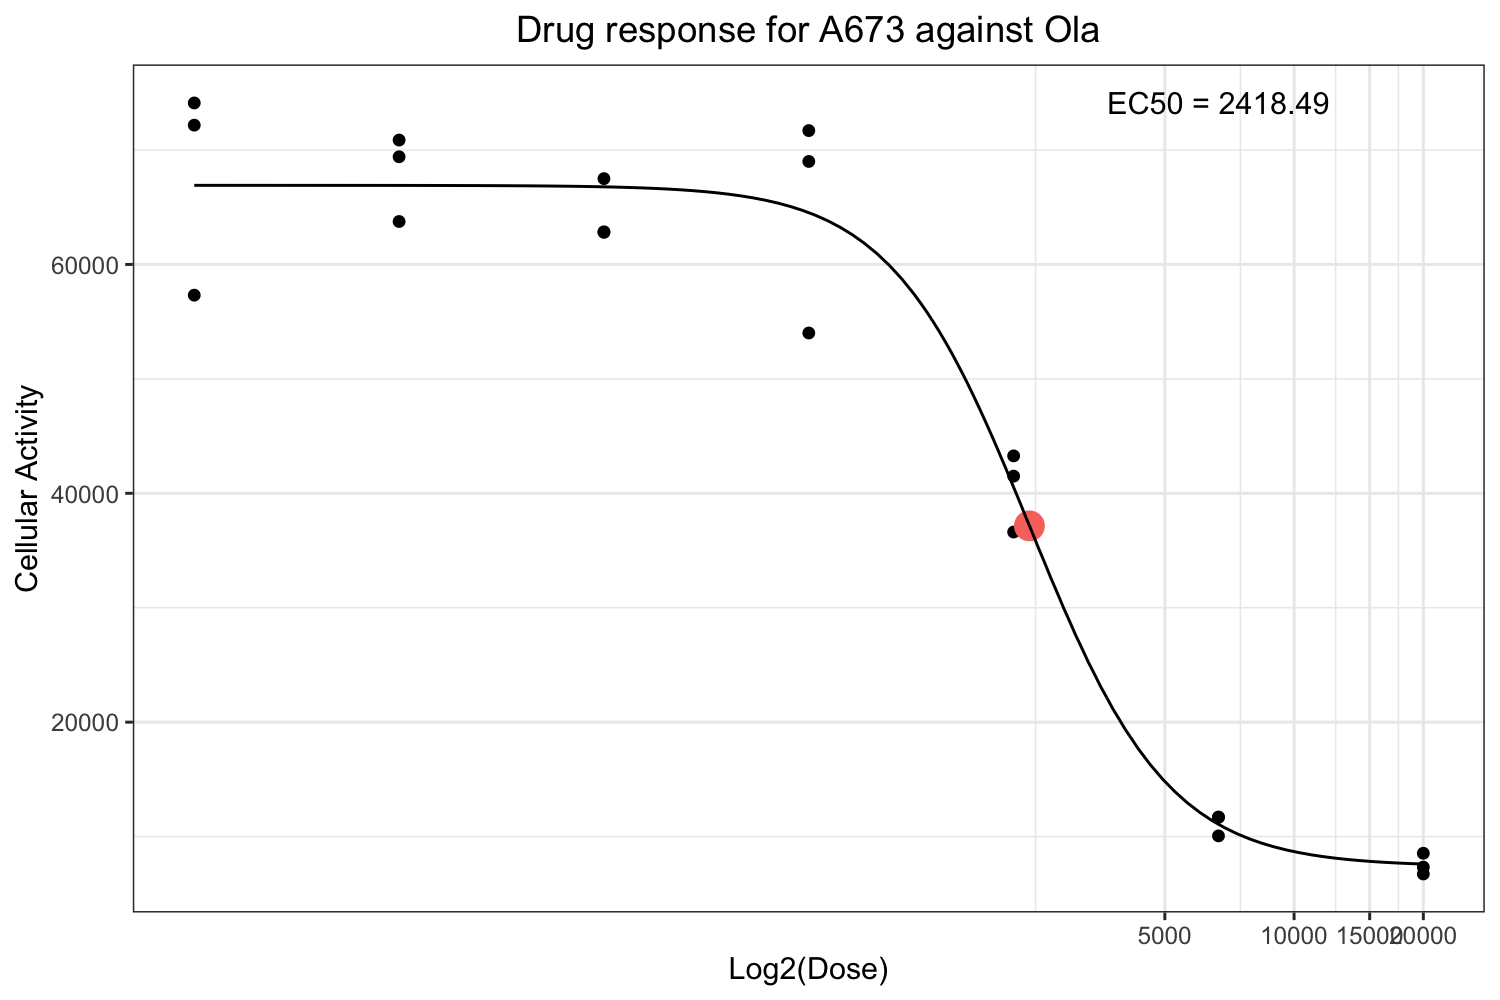 Drug response for A673 against Ola
EC50 = 2418.49
60000
40000
20000
Cellular Activity
5000 10000 15000 20000
Log2(Dose)